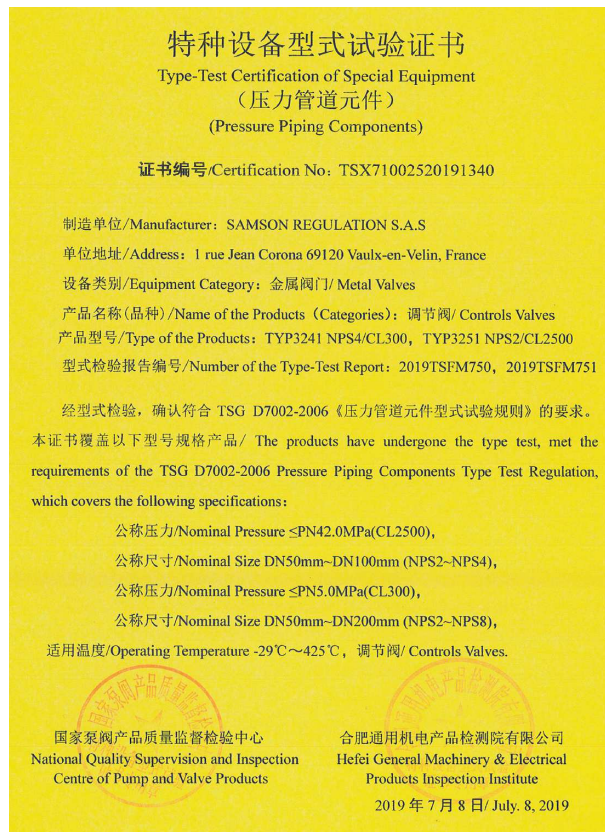 特种设备型式试验证书
Type-Test Certification of Special Equipment
（压力管道元件）
(Pressure Piping Components)
证书编号/Certification No：TSX71002520191340
制造单位/Manufacturer：SAMSON REGULATION S.A.S
单位地址/Address：1 rue Jean Corona 69120 Vaulx-en-Velin, France
设备类别/Equipment Category：金属阀门/ Metal Valves
产品名称(品种)/Name of the Products（Categories）：调节阀/ Controls Valves
产品型号/Type of the Products：TYP3241 NPS4/CL300，TYP3251 NPS2/CL2500
型式检验报告编号/Number of the Type-Test Report：2019TSFM750，2019TSFM751
经型式检验，确认符合 TSG D7002-2006《压力管道元件型式试验规则》的要求。
本证书覆盖以下型号规格产品/ The products have undergone the type test, met the
requirements of the TSG D7002-2006 Pressure Piping Components Type Test Regulation,
which covers the following specifications：
公称压力/Nominal Pressure ≤PN42.0MPa(CL2500),
公称尺寸/Nominal Size DN50mm~DN100mm (NPS2~NPS4),
公称压力/Nominal Pressure ≤PN5.0MPa(CL300),
公称尺寸/Nominal Size DN50mm~DN200mm (NPS2~NPS8),
适用温度/Operating Temperature -29℃～425℃，调节阀/ Controls Valves.
国家泵阀产品质量监督检验中心
National Quality Supervision and Inspection
Centre of Pump and Valve Products
合肥通用机电产品检测院有限公司
Hefei General Machinery & Electrical
Products Inspection Institute
2019 年 7 月 8 日/ July. 8, 2019